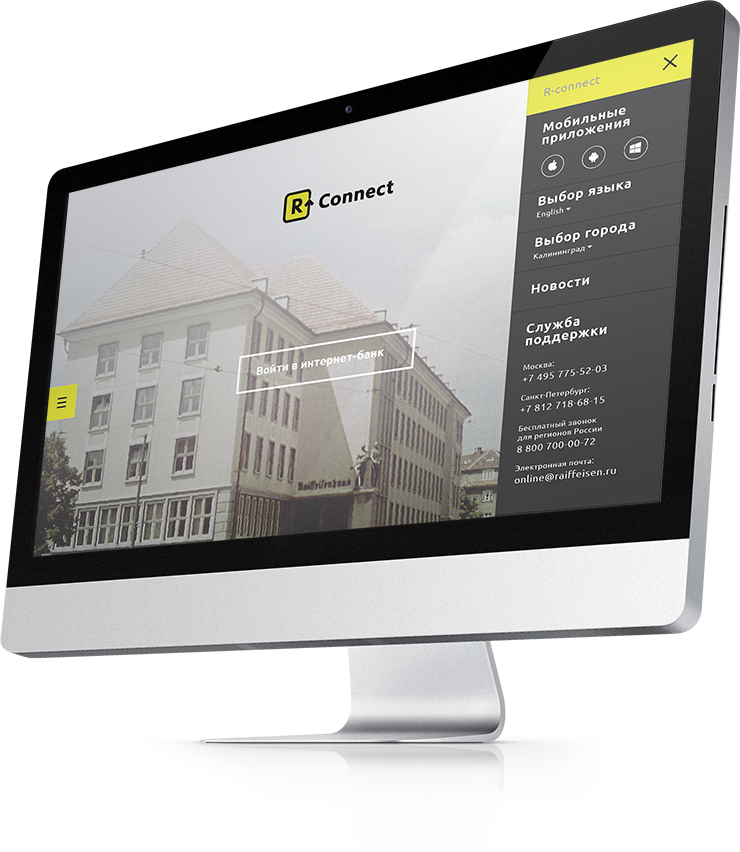 R Connect
Войти в интернет-банк
Raiffeisenhaus
R-connect
Мобильные
приложения
Выбор языка
English
Выбор города
Калининград
Новости
Служба
поддержки
Москва:
+7 495 775-52-03
Санкт-Петербург:
+7 812 718-68-15
Бесплатный звонок
для регионов России
8 800 700-00-72
Электронная почта:
online@raiffeisen.ru